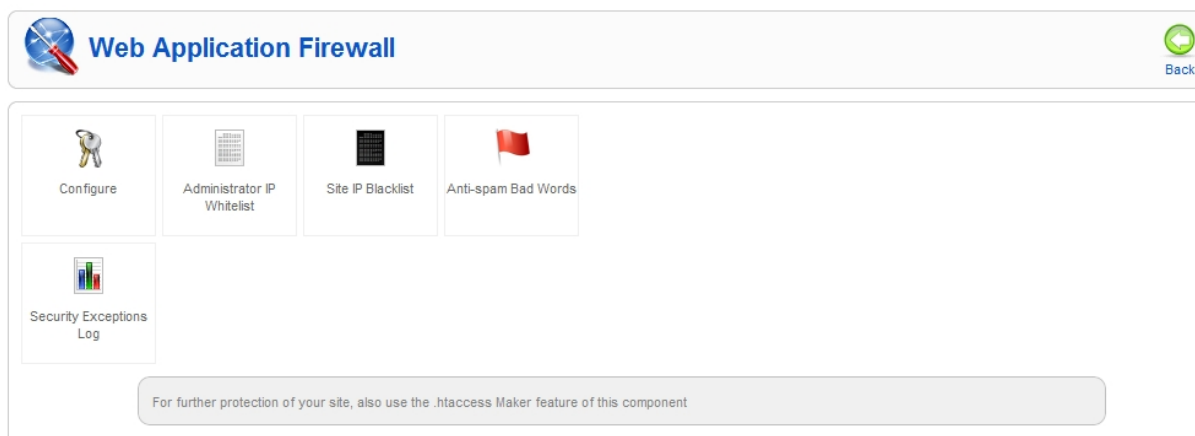 Web Application Firewall
Back
Configure
Administrator IP
Whitelist
Site IP Blacklist
Anti-spam Bad Words
Security Exceptions
Log
For further protection of your site, also use the .htaccess Maker feature of this component